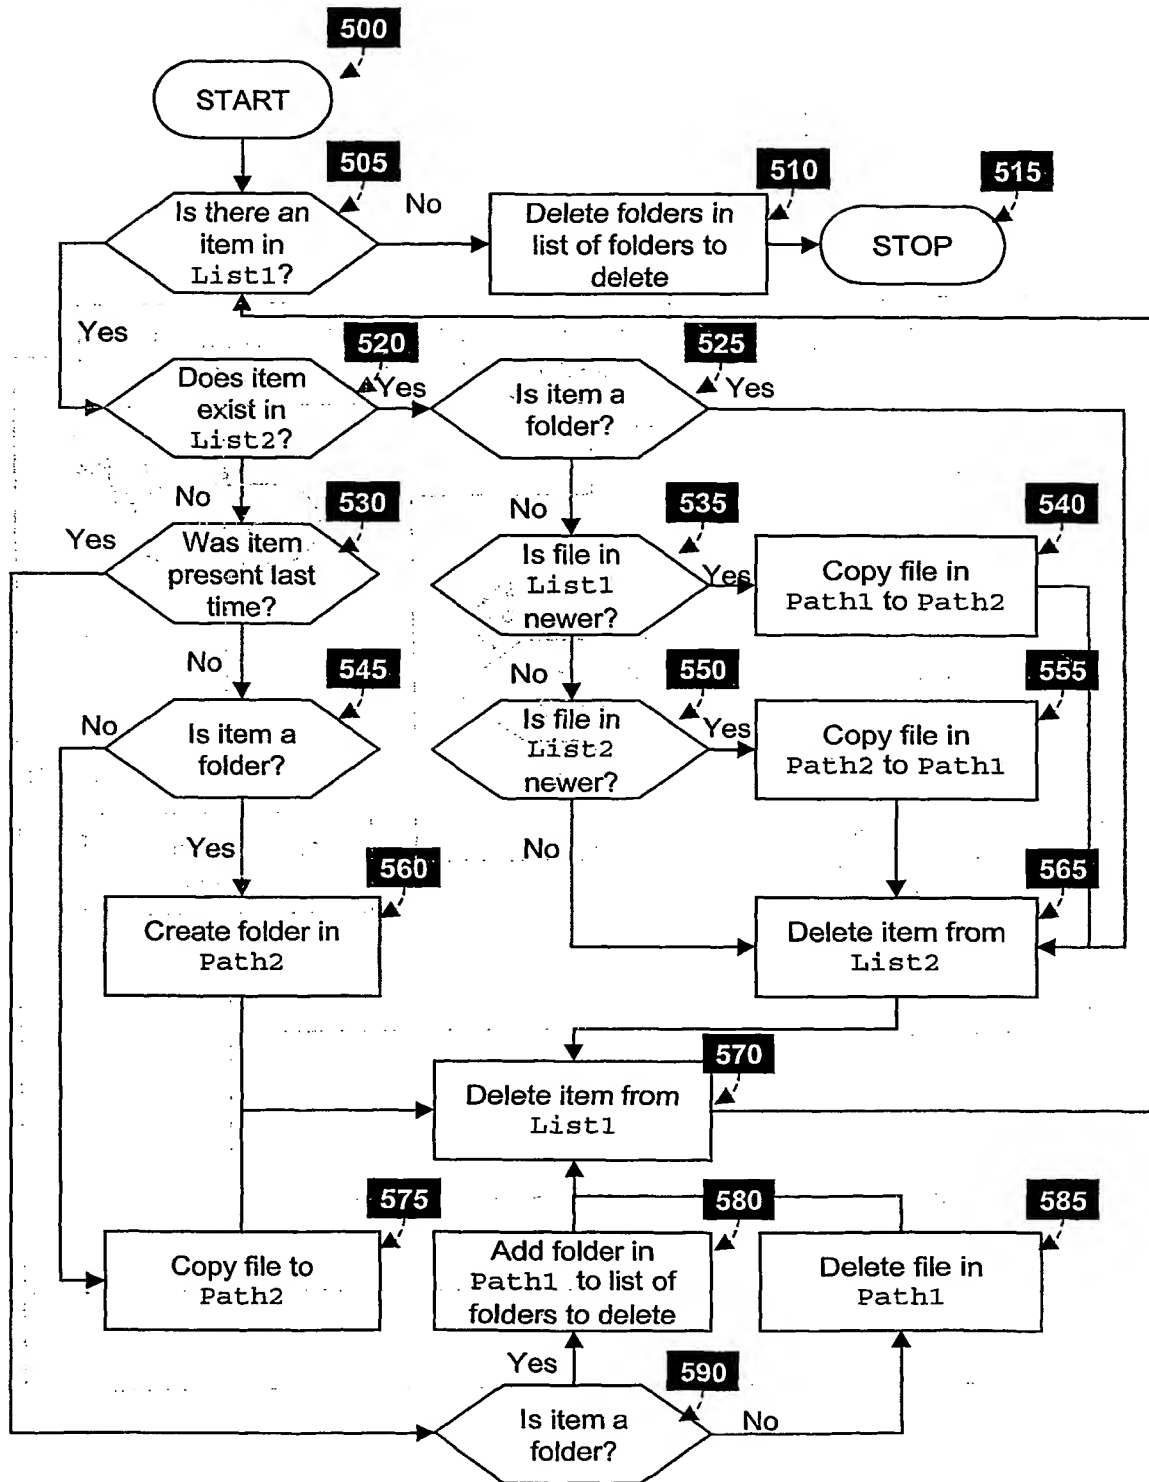 500
START
505
Is there an
item in
List1?
No
510
Delete folders in
list of folders to
delete
515
STOP
Yes
520
Does item
exist in
List2?
Yes
525
Is item a
folder?
Yes
No
530
Was item
present last
time?
Yes
No
535
Is file in
List1
newer?
Yes
540
Copy file in
Path1 to Path2
No
545
Is item a
folder?
No
No
550
Is file in
List2
newer?
Yes
555
Copy file in
Path2 to Path1
Yes
560
Create folder in
Path2
No
565
Delete item from
List2
570
Delete item from
List1
575
Copy file to
Path2
580
Add folder in
Path1 to list of
folders to delete
585
Delete file in
Path1
Yes
590
Is item a
folder?
No